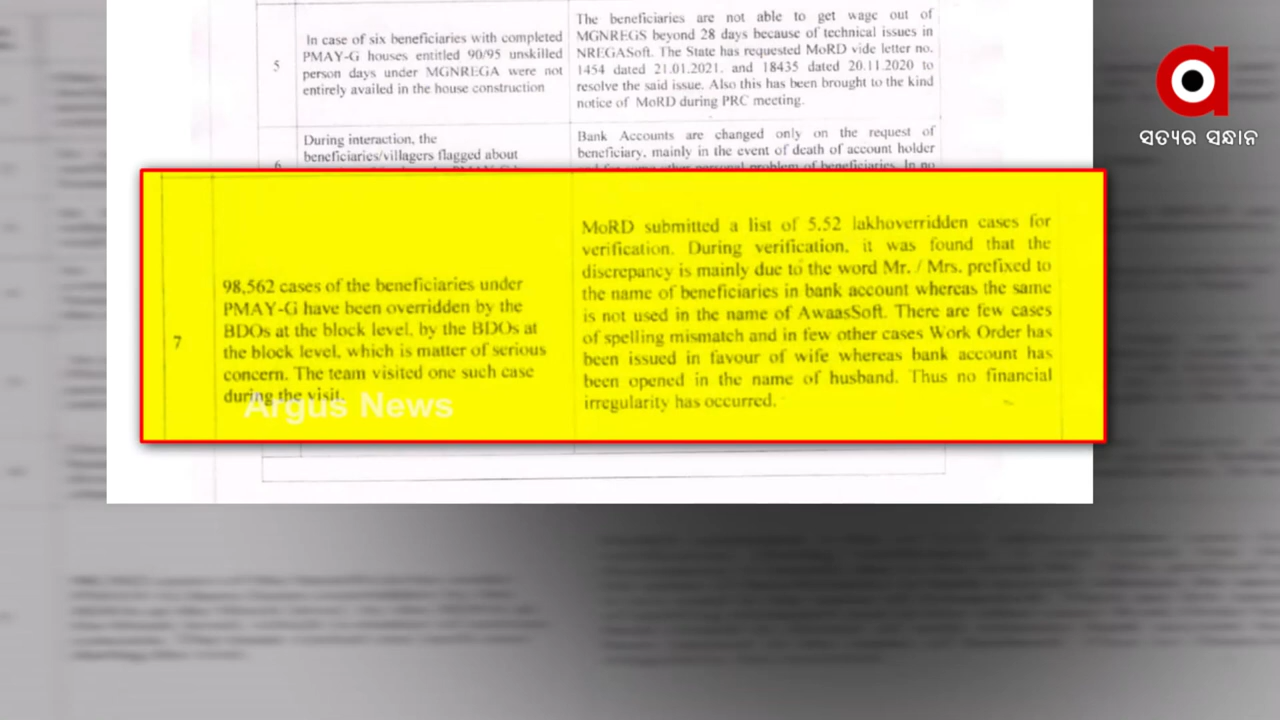 5
In case of six beneficiaries with completed
PMAY-G houses entitled 90/95 unskilled
person days under MGNREGA were not
entirely availed in the house construction
The beneficiaries are not able to get wage out of
MGNREGS beyond 28 days because of technical issues in
NREGASoft. The State has requested MoRD vide letter no.
1454 dated 21.01.2021. and 18435 dated 20.11.2020 to
resolve the said issue. Also this has been brought to the kind
notice of MoRD during PRC meeting.
6
During interaction, the
beneficiaries/villagers flagged about
Bank Accounts are changed only on the request of
beneficiary, mainly in the event of death of account holder
7
98,562 cases of the beneficiaries under
PMAY-G have been overridden by the
BDOs at the block level, by the BDOs at
the block level, which is matter of serious
concern. The team visited one such case
during the visit.
MoRD submitted a list of 5.52 lakhoverridden cases for
verification. During verification, it was found that the
discrepancy is mainly due to the word Mr. / Mrs. prefixed to
the name of beneficiaries in bank account whereas the same
is not used in the name of AwaasSoft. There are few cases
of spelling mismatch and in few other cases Work Order has
been issued in favour of wife whereas bank account has
been opened in the name of husband. Thus no financial
irregularity has occurred.
Argus News
a
ସତ୍ୟର ସନ୍ଧାନ